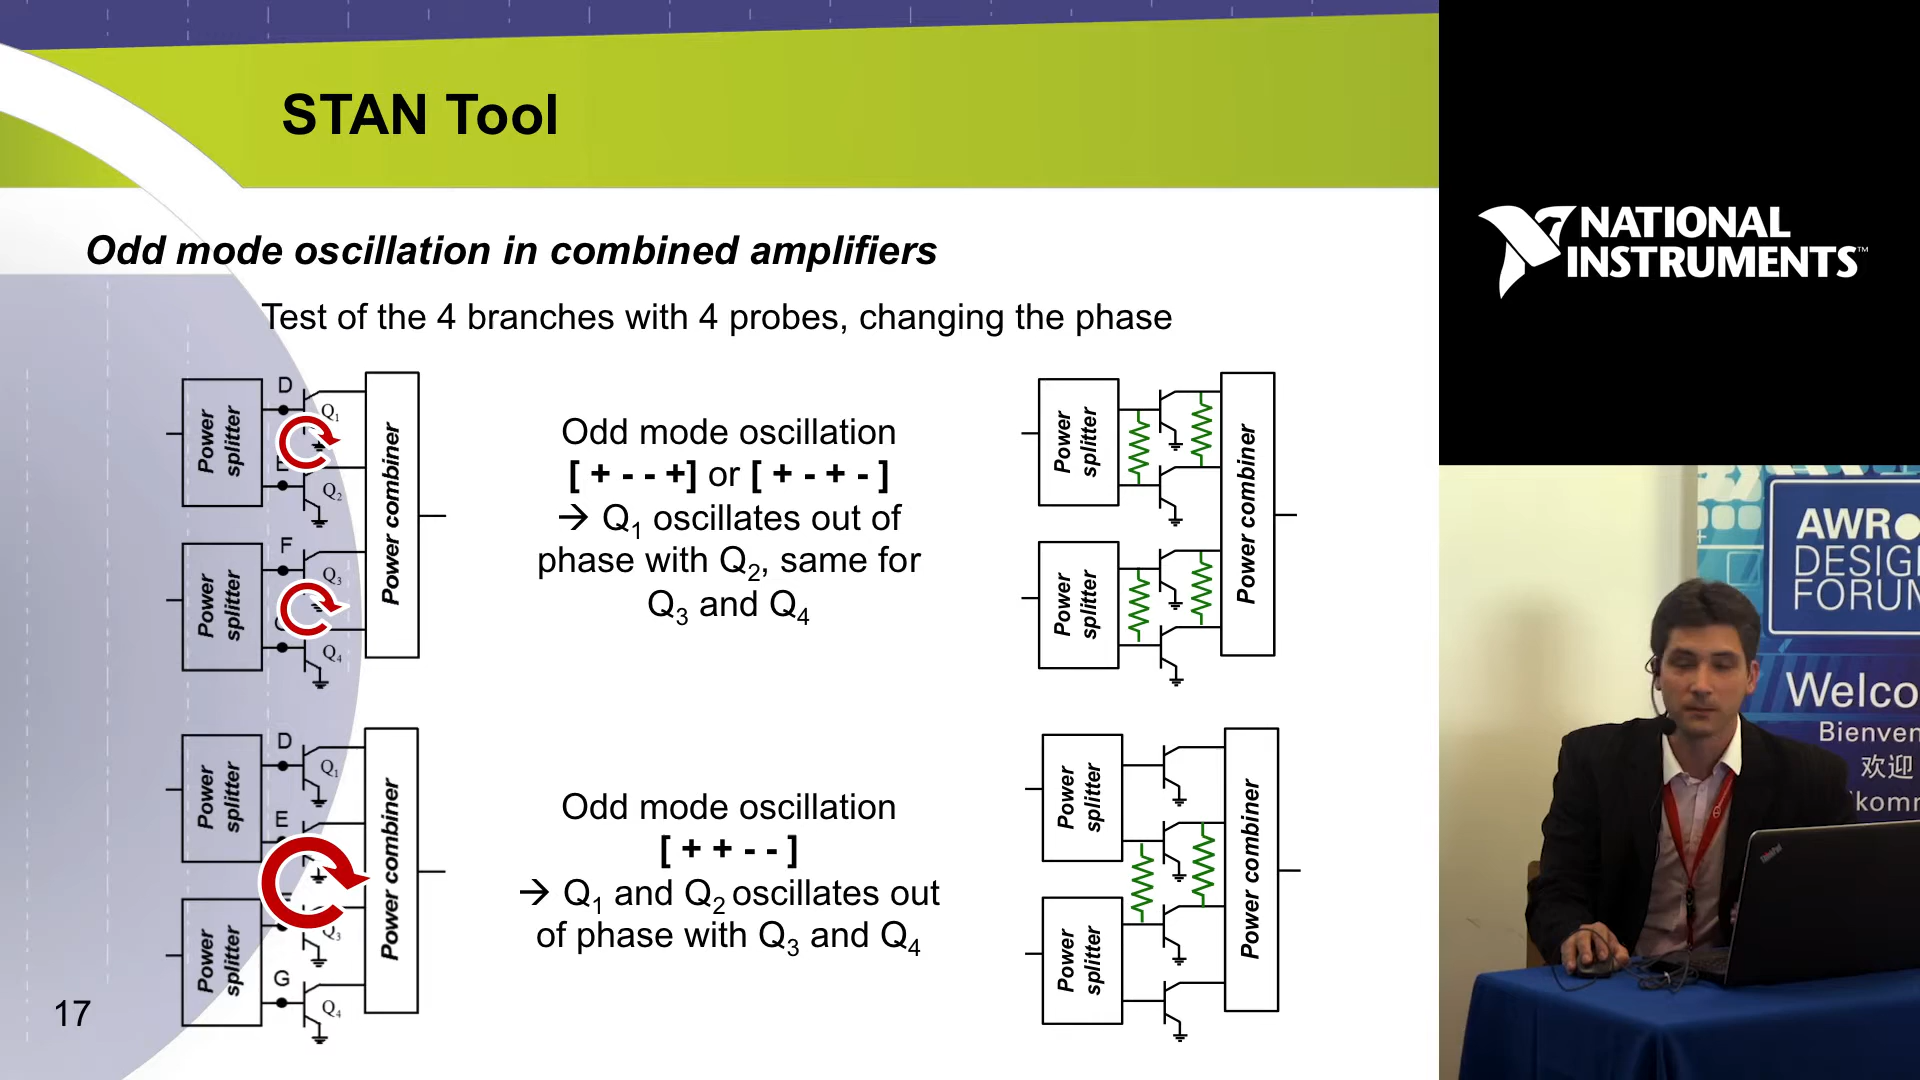 STAN Tool
Odd mode oscillation in combined amplifiers
Test of the 4 branches with 4 probes, changing the phase
Power
splitter
D
Q1
Q2
Power
splitter
F
Q3
Q4
Power combiner
Odd mode oscillation
[ + - - +] or [ + - + - ]
→ Q1 oscillates out of
phase with Q2, same for
Q3 and Q4
Power
splitter
Power
splitter
Power combiner
Power
splitter
D
Q1
E
Power
splitter
Q3
G
Q4
Power combiner
Odd mode oscillation
[ + + - - ]
→ Q1 and Q2 oscillates out
of phase with Q3 and Q4
Power
splitter
Power
splitter
Power combiner
17
NATIONAL
INSTRUMENTS™
AWR
DESIG
FORUM
Welco
Bienven
欢迎
lkomm